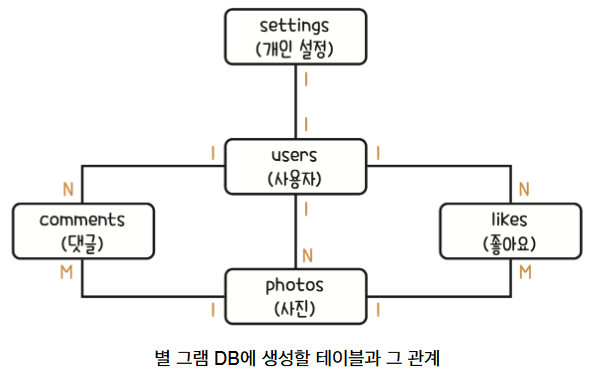 settings
(개인 설정)
I
I
I
users
I
(사용자)
N
I
N
comments
likes
(댓글)
(좋아요)
M
N
M
photos
I
(사진)
I
별 그램 DB에 생성할 테이블과 그 관계